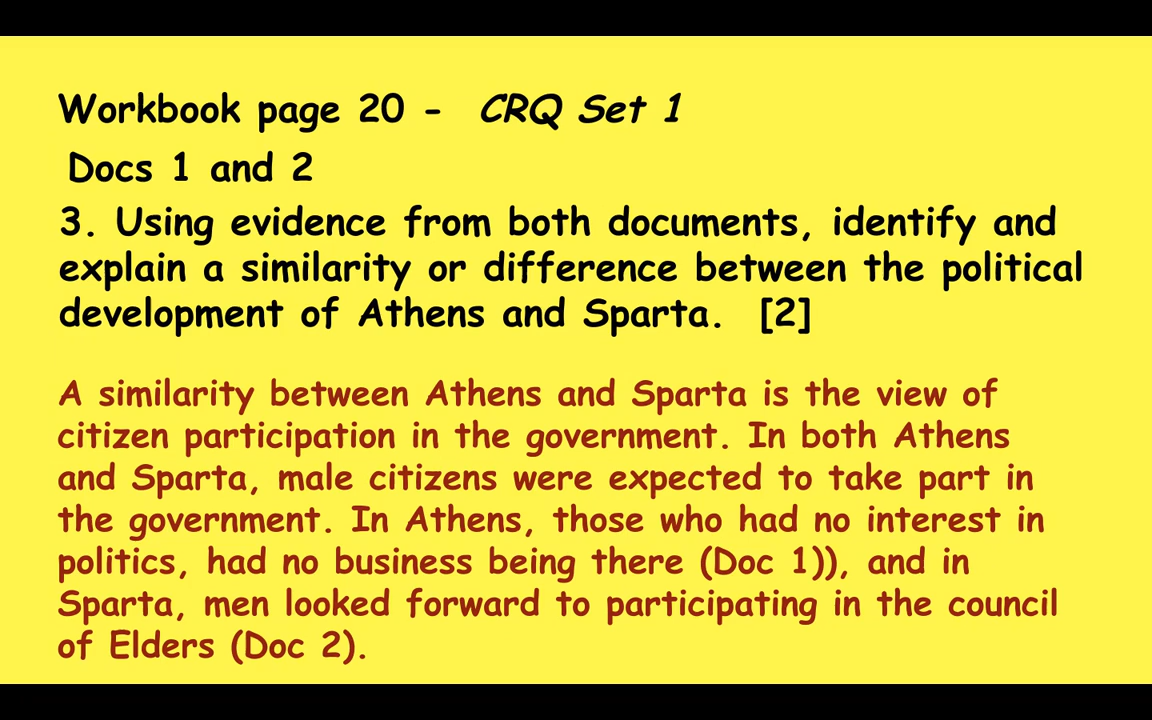 Workbook page 20 - CRQ Set 1
Docs 1 and 2
3. Using evidence from both documents, identify and
explain a similarity or difference between the political
development of Athens and Sparta. [2]
A similarity between Athens and Sparta is the view of
citizen participation in the government. In both Athens
and Sparta, male citizens were expected to take part in
the government. In Athens, those who had no interest in
politics, had no business being there (Doc 1)), and in
Sparta, men looked forward to participating in the council
of Elders (Doc 2).